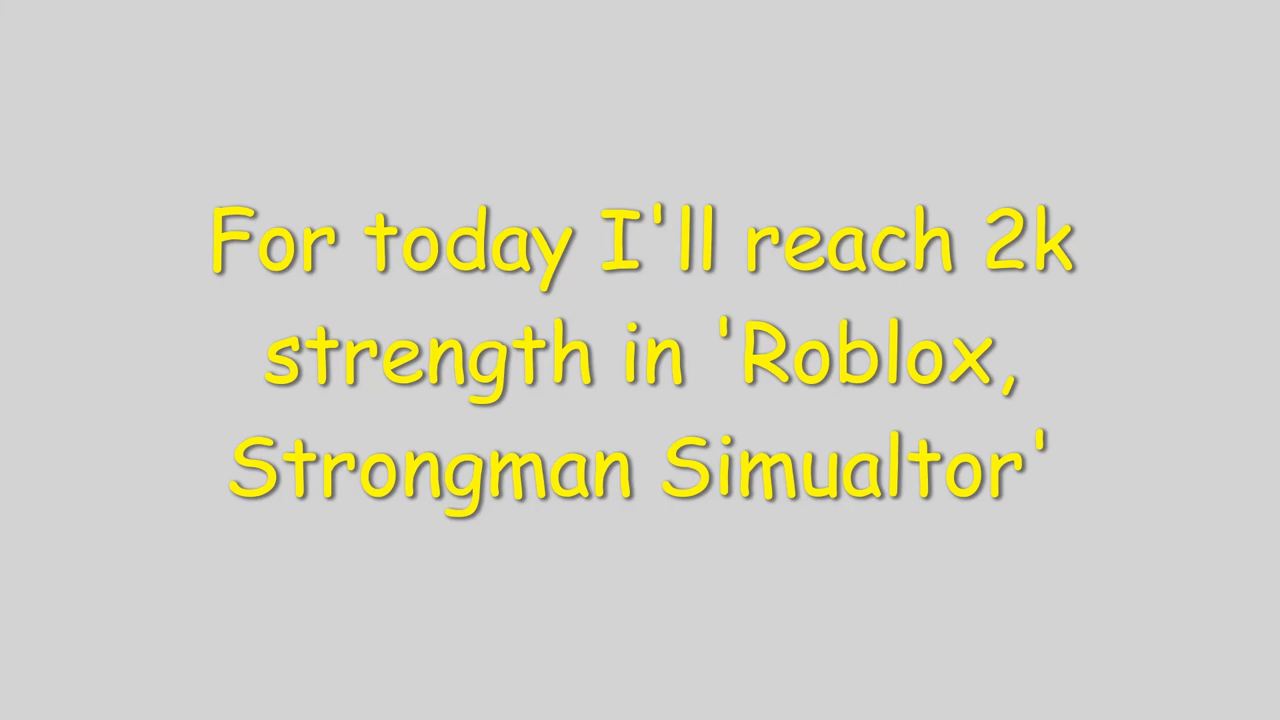 For today I'll reach 2k
strength in 'Roblox,
Strongman Simualtor'